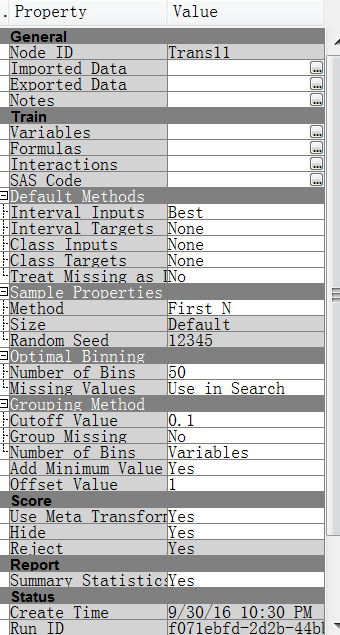 . Property Value
General
Node ID Trans11
Imported Data ...
Exported Data ...
Notes ...
Train
Variables ...
Formulas ...
Interactions ...
SAS Code ...
Default Methods
Interval Inputs Best
Interval Targets None
Class Inputs None
Class Targets None
Treat Missing as L No
Sample Properties
Method First N
Size Default
Random Seed 12345
Optimal Binning
Number of Bins 50
Missing Values Use in Search
Grouping Method
Cutoff Value 0.1
Group Missing No
Number of Bins Variables
Add Minimum Value Yes
Offset Value 1
Score
Use Meta Transfor Yes
Hide Yes
Reject Yes
Report
Summary Statistics Yes
Status
Create Time 9/30/16 10:30 PM
Run ID f071ebfd-2d2b-44bb